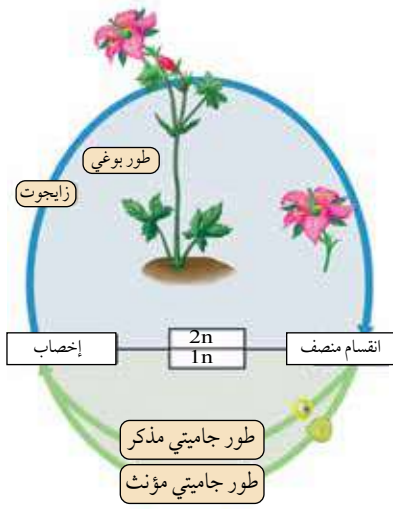 طور بوغي
زايجوت
انقسام منصف
2n
1n
إخصاب
طور جاميتي مذكر
طور جاميتي مؤنث